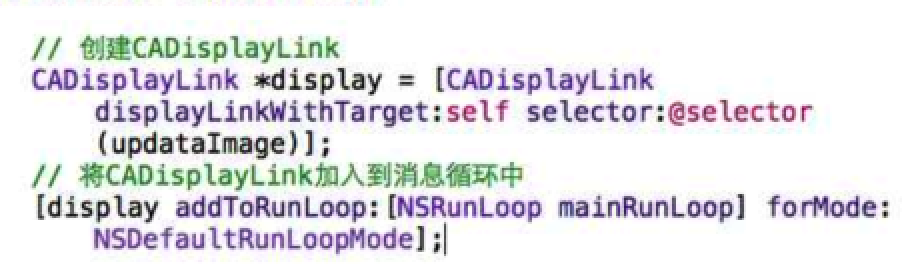 // 创建CADisplayLink
CADisplayLink *display = [CADisplayLink
displayLinkWithTarget:self selector:@selector
(updataImage)];
// 将CADisplayLink加入到消息循环中
[display addToRunLoop:[NSRunLoop mainRunLoop] forMode:
NSDefaultRunLoopMode];